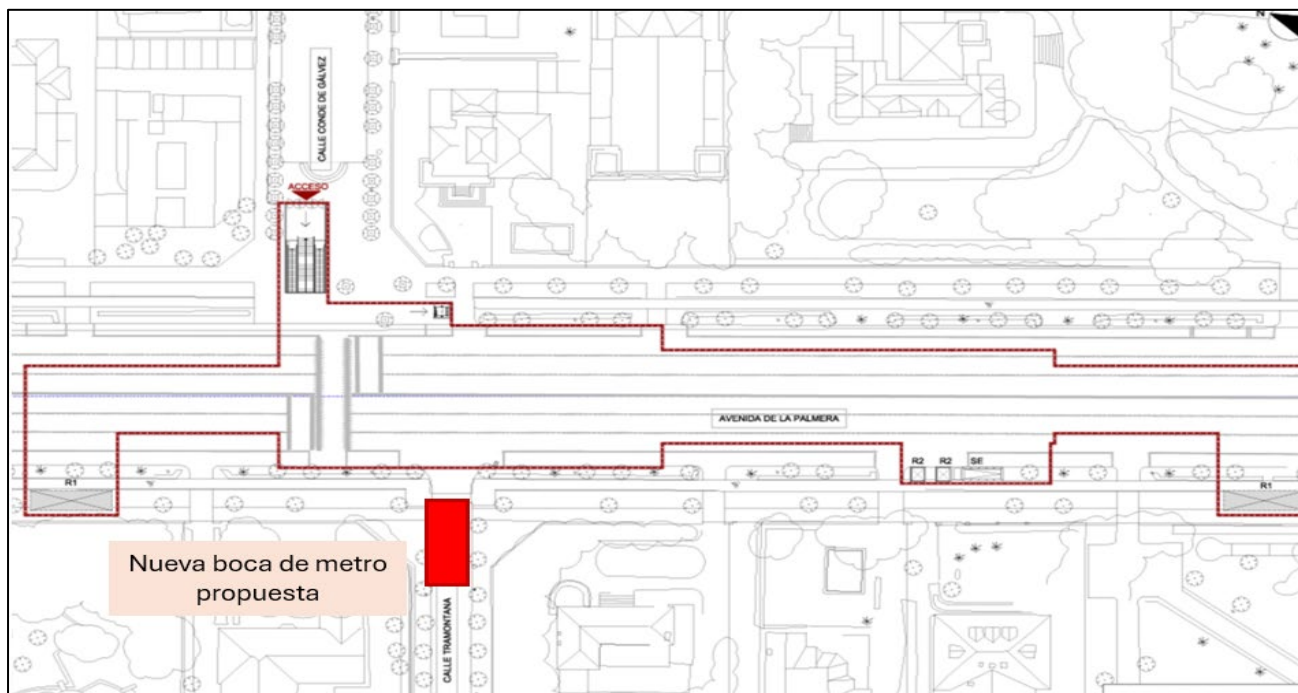 N
CALLE CONDE DE GÁLVEZ
ACCESO
AVENIDA DE LA PALMERA
R2
R2
SE
R1
R1
Nueva boca de metro
propuesta
CALLE TRAMONTANA